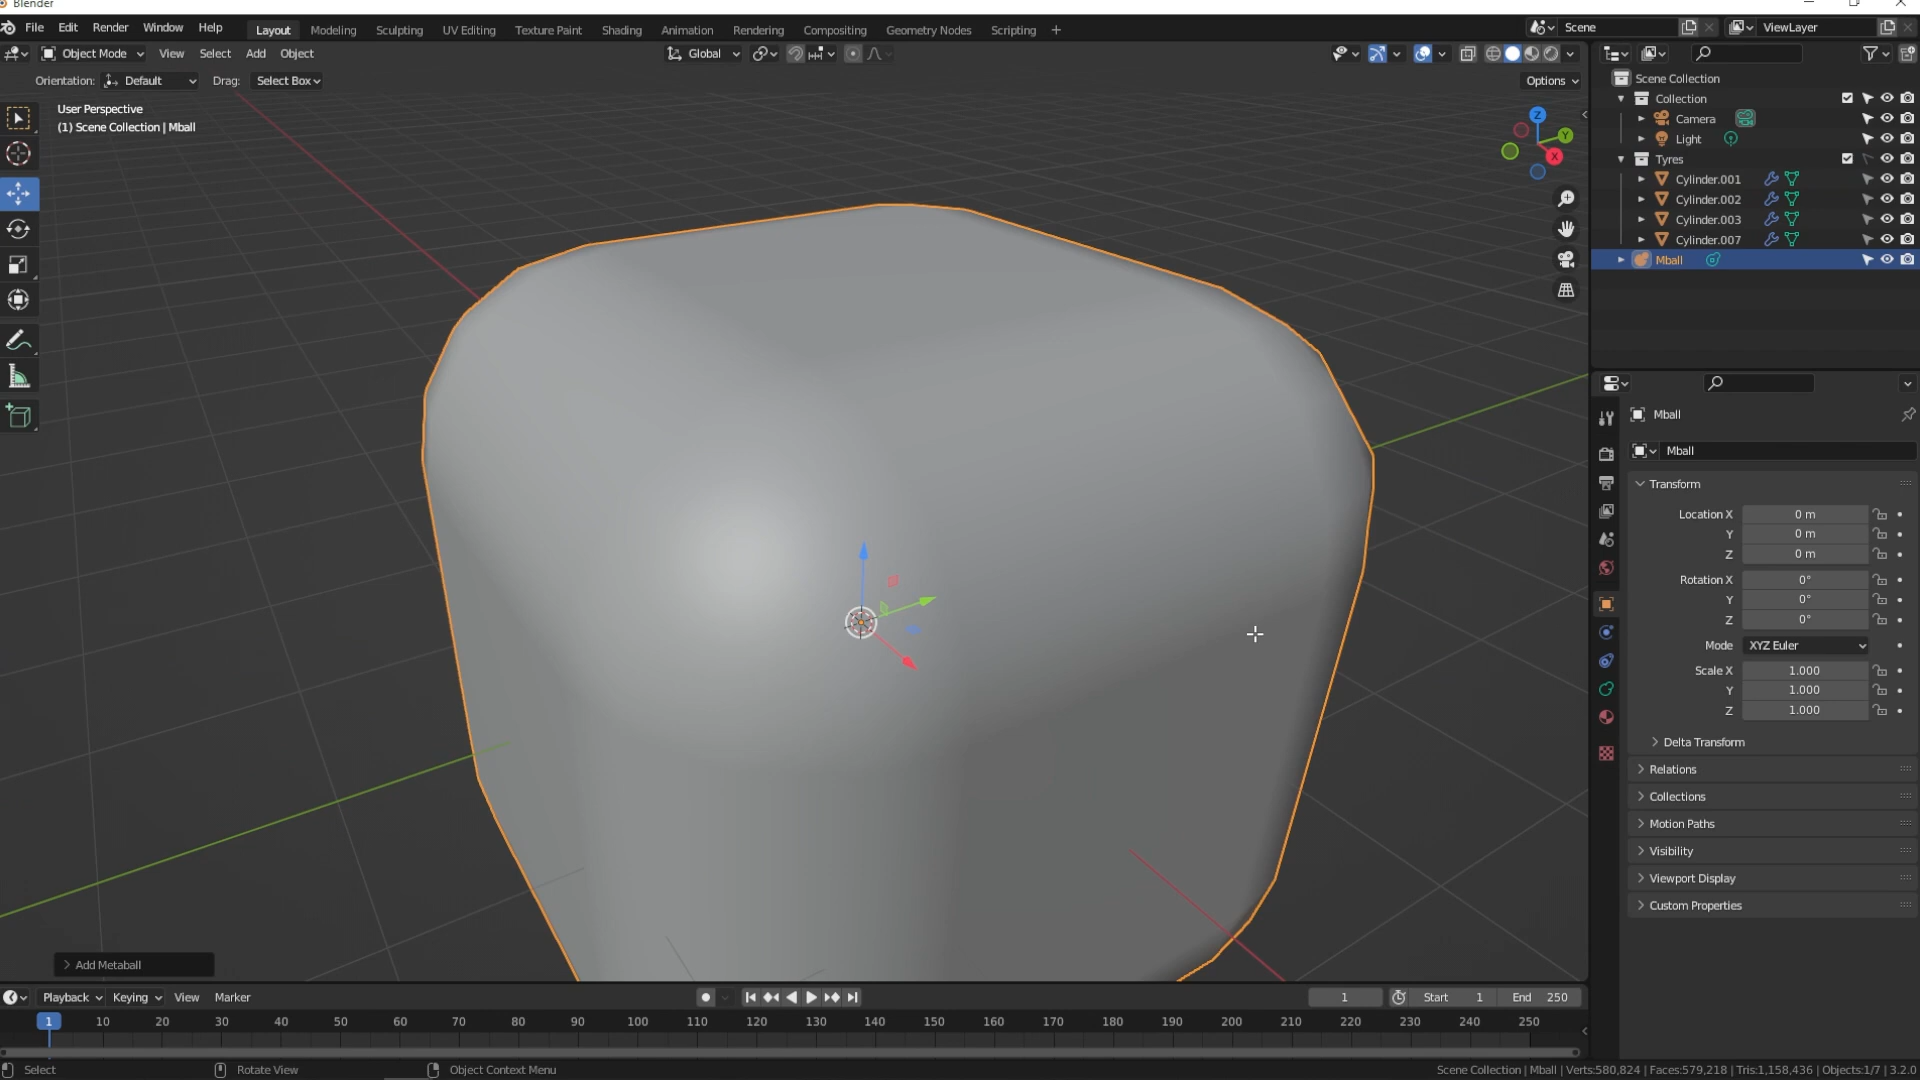 Blender
File Edit Render Window Help Layout Modeling Sculpting UV Editing Texture Paint Shading Animation Rendering Compositing Geometry Nodes Scripting + Scene ViewLayer
Object Mode View Select Add Object Global
Orientation: Default Drag: Select Box Options
User Perspective
(1) Scene Collection | Mball
Z
Y
X
Scene Collection
Collection
Camera
Light
Tyres
Cylinder.001
Cylinder.002
Cylinder.003
Cylinder.007
Mball
Mball
Mball
Transform
Location X 0 m
Y 0 m
Z 0 m
Rotation X 0°
Y 0°
Z 0°
Mode XYZ Euler
Scale X 1.000
Y 1.000
Z 1.000
Delta Transform
Relations
Collections
Motion Paths
Visibility
Viewport Display
Custom Properties
Add Metaball
Playback Keying View Marker 1 Start 1 End 250
1 10 20 30 40 50 60 70 80 90 100 110 120 130 140 150 160 170 180 190 200 210 220 230 240 250
Select Rotate View Object Context Menu Scene Collection | Mball | Verts:580,824 | Faces:579,218 | Tris:1,158,436 | Objects:1/7 | 3.2.0